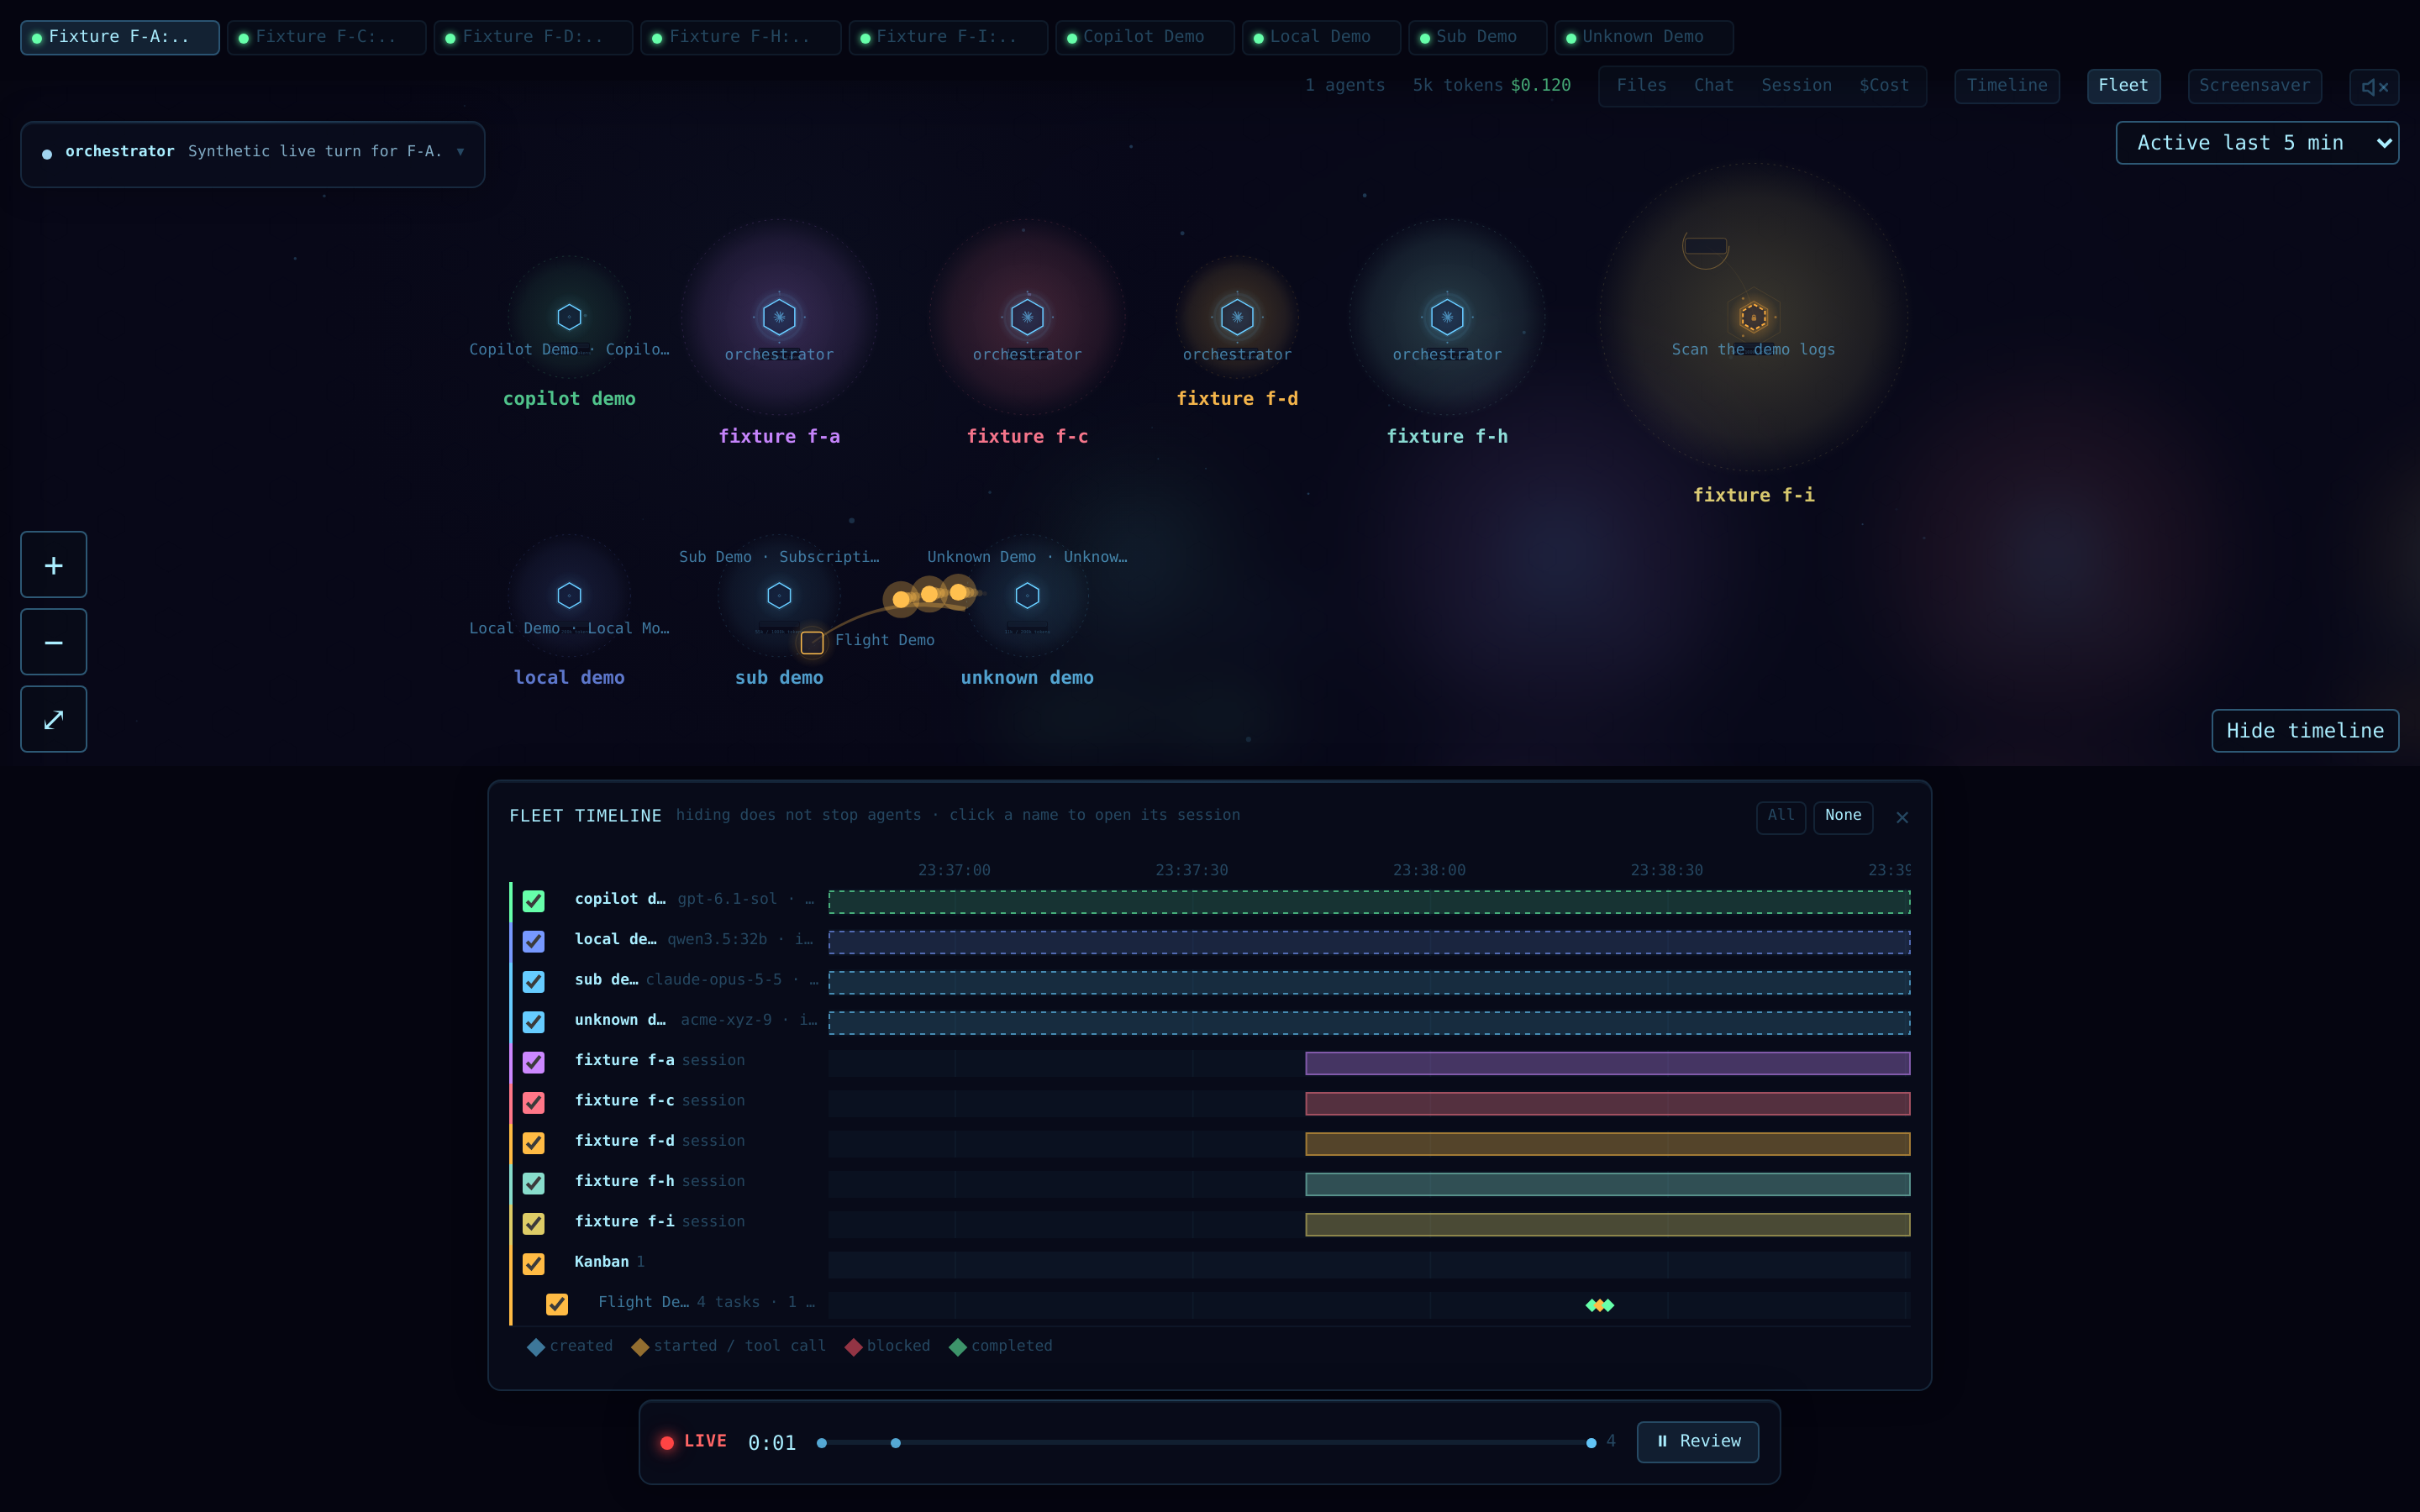 Fixture F-A:.. Fixture F-C:.. Fixture F-D:.. Fixture F-H:.. Fixture F-I:.. Copilot Demo Local Demo Sub Demo Unknown Demo
1 agents 5k tokens $0.120 Files Chat Session $Cost Timeline Fleet Screensaver
orchestrator Synthetic live turn for F-A. ▼
Active last 5 min
Copilot Demo · Copilo… orchestrator orchestrator orchestrator orchestrator Scan the demo logs
copilot demo fixture f-d
fixture f-a fixture f-c fixture f-h
fixture f-i
+
Sub Demo · Subscripti… Unknown Demo · Unknow…
Local Demo · Local Mo…
−
Flight Demo
local demo sub demo unknown demo
Hide timeline
FLEET TIMELINE hiding does not stop agents · click a name to open its session All None ×
23:37:00 23:37:30 23:38:00 23:38:30 23:39
copilot d… gpt-6.1-sol · …
local de… qwen3.5:32b · i…
sub de… claude-opus-5-5 · …
unknown d… acme-xyz-9 · i…
fixture f-a session
fixture f-c session
fixture f-d session
fixture f-h session
fixture f-i session
Kanban 1
Flight De… 4 tasks · 1 …
created started / tool call blocked completed
LIVE 0:01 4 Review